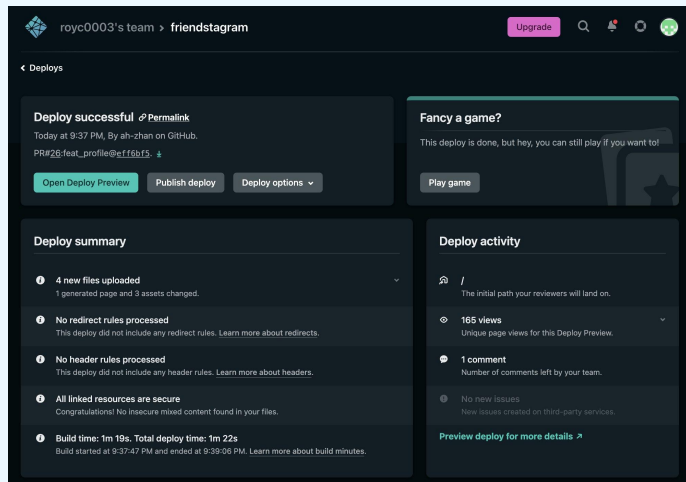 royc0003's team > friendstagram
Upgrade
< Deploys
Deploy successful Permalink
Today at 9:37 PM, By ah-zhan on GitHub.
PR#26:feat_profile@eff6bf5.
Open Deploy Preview
Publish deploy
Deploy options
Fancy a game?
This deploy is done, but hey, you can still play if you want to!
Play game
Deploy summary
4 new files uploaded
1 generated page and 3 assets changed.
No redirect rules processed
This deploy did not include any redirect rules. Learn more about redirects.
No header rules processed
This deploy did not include any header rules. Learn more about headers.
All linked resources are secure
Congratulations! No insecure mixed content found in your files.
Build time: 1m 19s. Total deploy time: 1m 22s
Build started at 9:37:47 PM and ended at 9:39:06 PM. Learn more about build minutes.
Deploy activity
/
The initial path your reviewers will land on.
165 views
Unique page views for this Deploy Preview.
1 comment
Number of comments left by your team.
No new issues
New issues created on third-party services.
Preview deploy for more details ↗